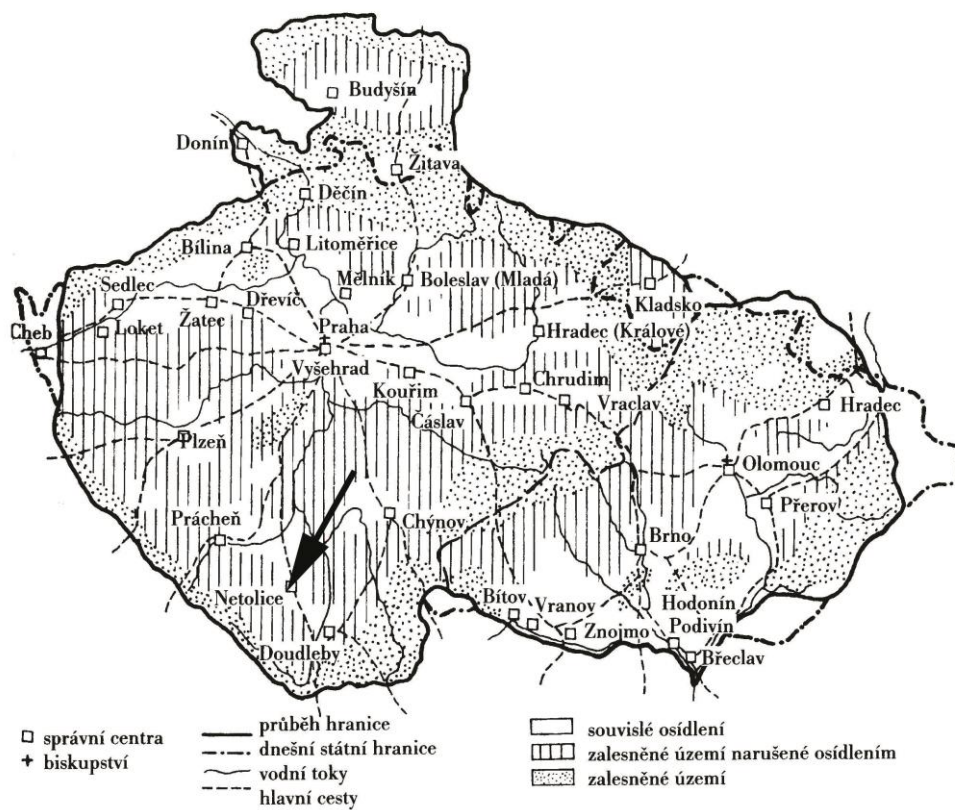 Budyšín
Donín
Žitava
Děčín
Bílina
Litoměřice
Mělník
Boleslav (Mladá)
Sedlec
Kladsko
Žatec
Dřevíč
Cheb
Loket
Praha
Hradec (Králové)
Vyšehrad
Kouřim
Chrudim
Čáslav
Vraclav
Hradec
Plzeň
Olomouc
Přerov
Chýnov
Prácheň
Brno
Netolice
Bítov
Vranov
Hodonín
Podivín
Znojmo
Doudleby
Břeclav
správní centra
biskupství
průběh hranice
dnešní státní hranice
vodní toky
hlavní cesty
souvislé osídlení
zalesněné území narušené osídlením
zalesněné území